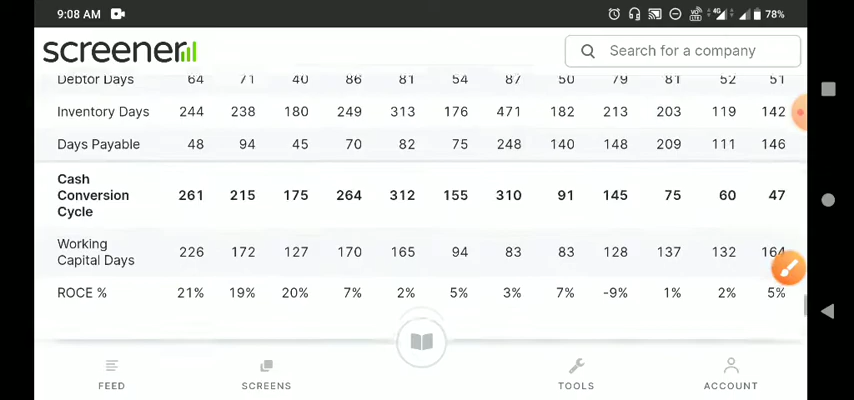 9:08 AM 4G 78%
screener Search for a company
Debtor Days 64 71 40 86 81 54 87 50 79 81 52 51
Inventory Days 244 238 180 249 313 176 471 182 213 203 119 142
Days Payable 48 94 45 70 82 75 248 140 148 209 111 146
Cash
Conversion 261 215 175 264 312 155 310 91 145 75 60 47
Cycle
Working
Capital Days 226 172 127 170 165 94 83 83 128 137 132 164
ROCE % 21% 19% 20% 7% 2% 5% 3% 7% -9% 1% 2% 5%
FEED SCREENS TOOLS ACCOUNT